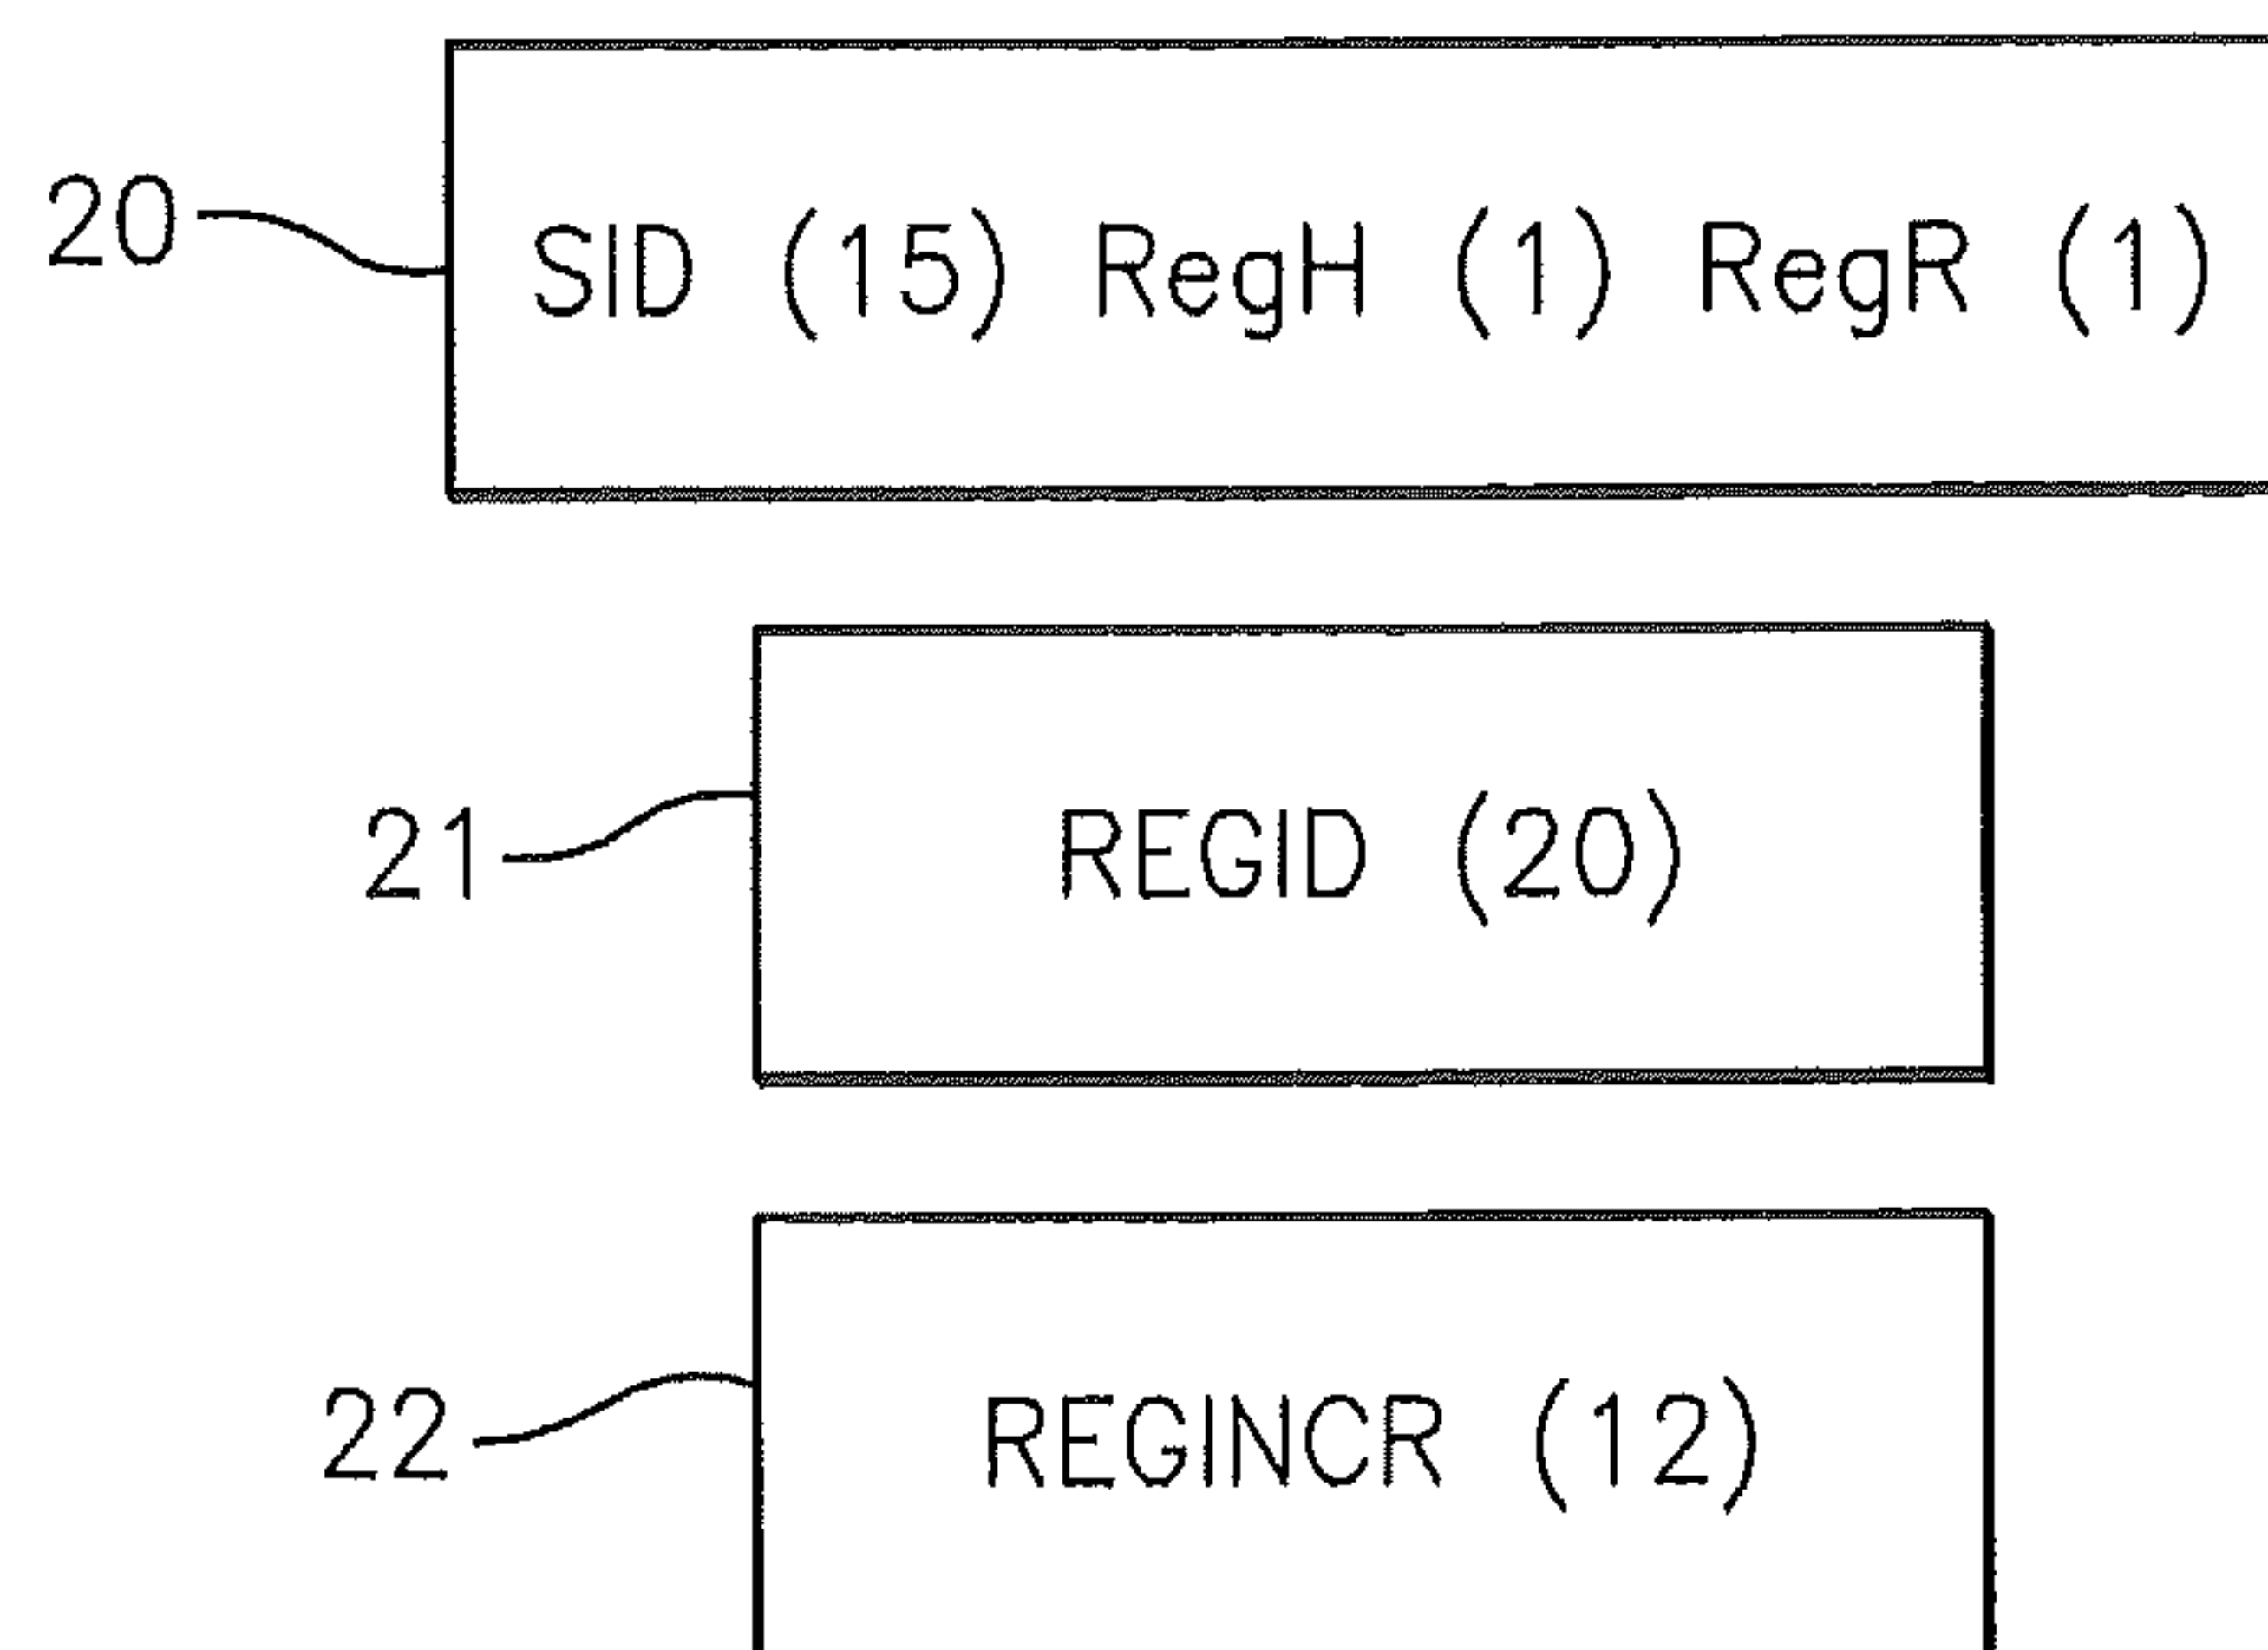 20 SID (15) RegH (1) RegR (1)
21 REGID (20)
22 REGINCR (12)